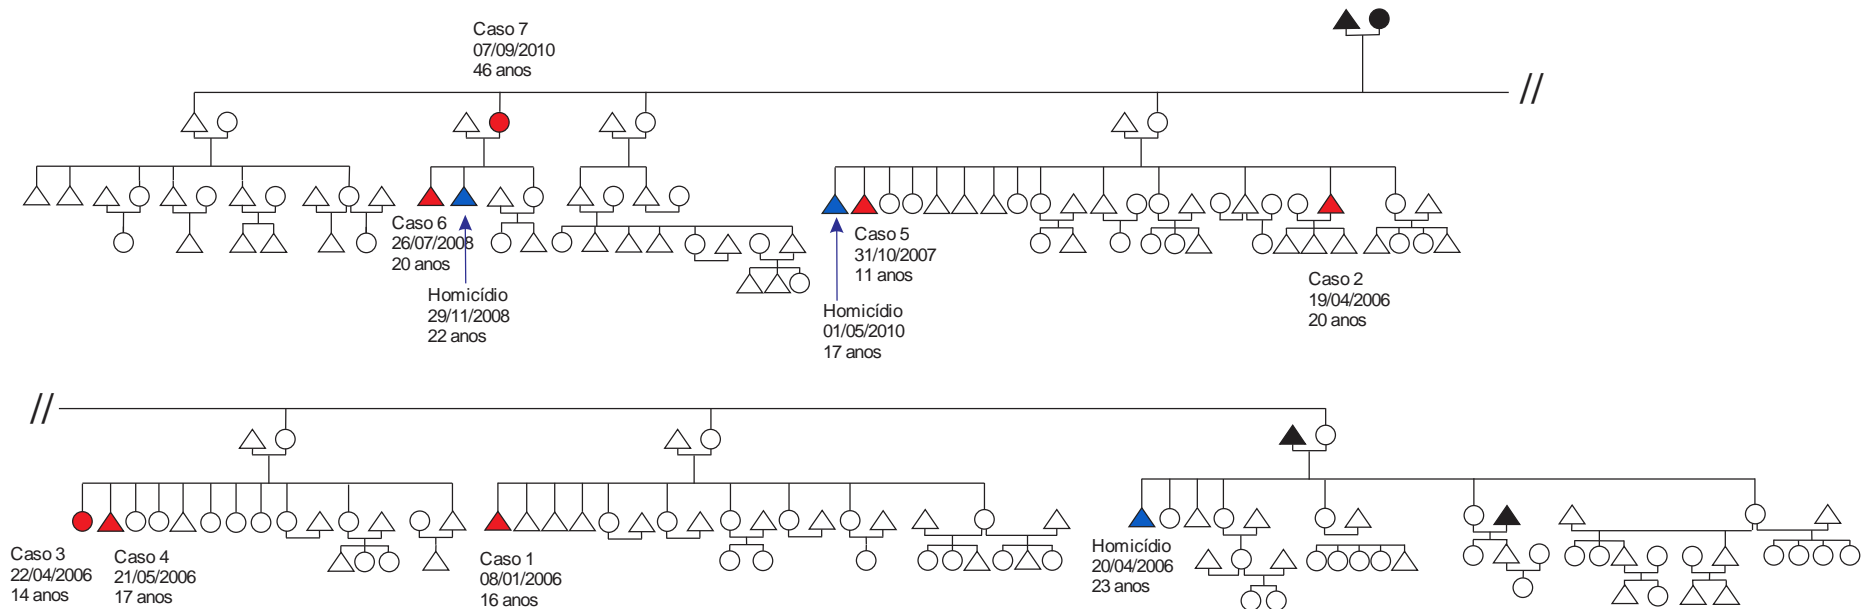 Caso 7
07/09/2010
46 anos
//
Caso 6
26/07/2008
20 anos
Homicídio
29/11/2008
22 anos
Caso 5
31/10/2007
11 anos
Homicídio
01/05/2010
17 anos
Caso 2
19/04/2006
20 anos
//
Caso 3
22/04/2006
14 anos
Caso 4
21/05/2006
17 anos
Caso 1
08/01/2006
16 anos
Homicídio
20/04/2006
23 anos